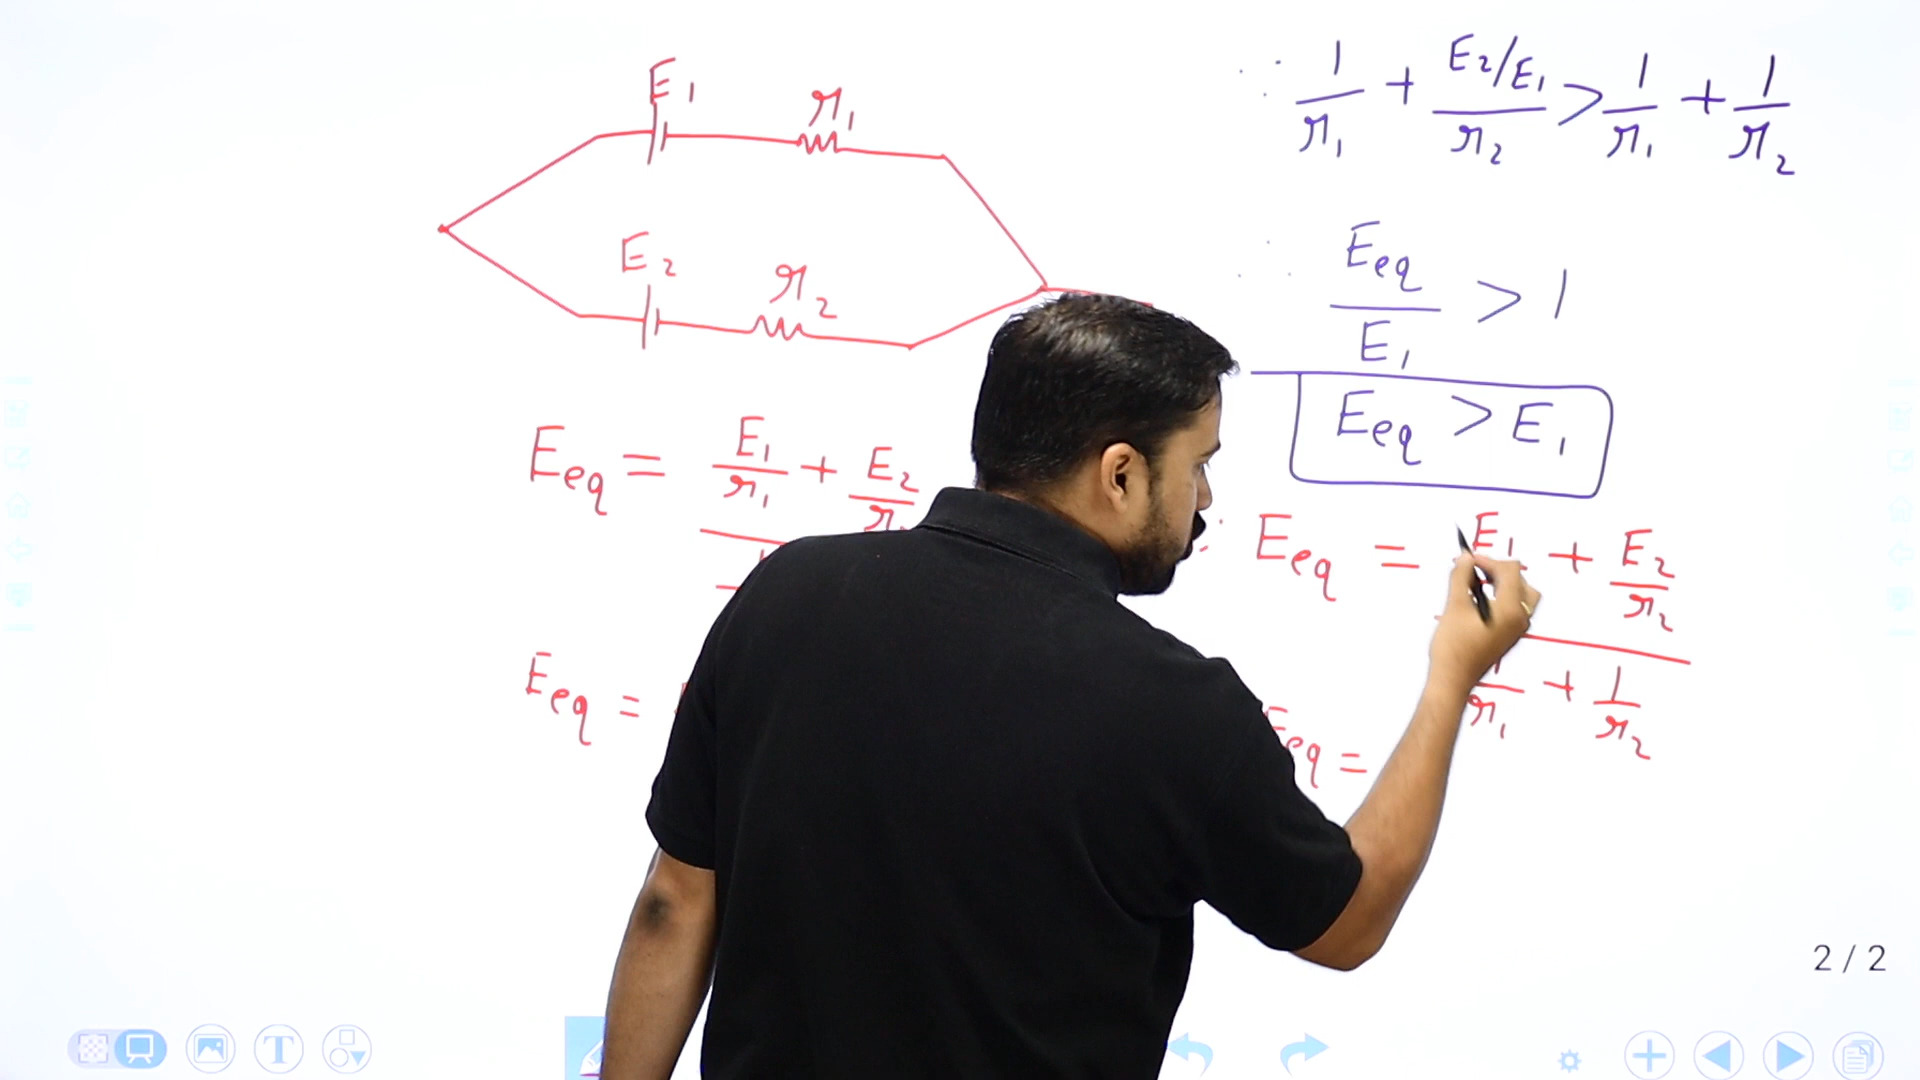 E₁
r₁
E₂
r₂
Eeq = E₁/r₁ + E₂
Eeq =
∴ 1/r₁ + (E₂/E₁)/r₂ > 1/r₁ + 1/r₂
∵ Eeq/E₁ > 1
Eeq > E₁
Eeq = (E₁ + E₂/r₂)/(1/r₁ + 1/r₂)
Eeq =
2 / 2
T